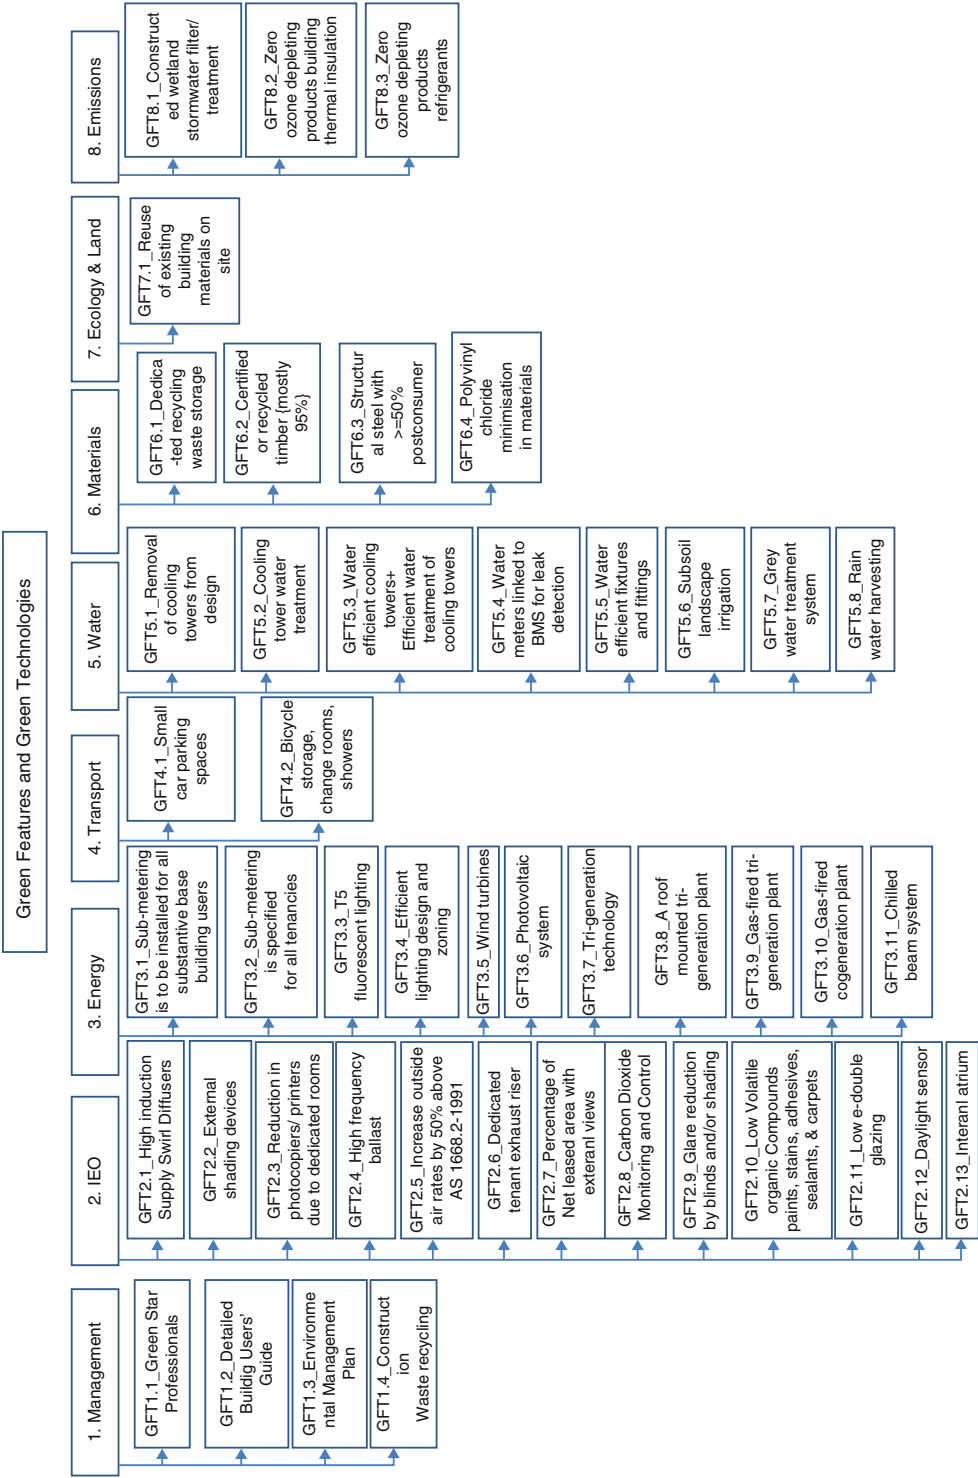 Green Features and Green Technologies
1. Management
GFT1.1_Green Star
Professionals
GFT1.2_Detailed
Buildig Users'
Guide
GFT1.3_Environme
ntal Management
Plan
GFT1.4_Construct
ion
Waste recycling
2. IEO
GFT2.1_High induction
Supply Swirl Diffusers
GFT2.2_External
shading devices
GFT2.3_Reduction in
photocopiers/ printers
due to dedicated rooms
GFT2.4_High frequency
ballast
GFT2.5_Increase outside
air rates by 50% above
AS 1668.2-1991
GFT2.6_Dedicated
tenant exhaust riser
GFT2.7_Percentage of
Net leased area with
exteranl views
GFT2.8_Carbon Dioxide
Monitoring and Control
GFT2.9_Glare reduction
by blinds and/or shading
GFT2.10_Low Volatile
organic Compounds
paints, stains, adhesives,
sealants, & carpets
GFT2.11_Low e-double
glazing
GFT2.12_Daylight sensor
GFT2.13_Interanl atrium
3. Energy
GFT3.1_Sub-metering
is to be installed for all
substantive base
building users
GFT3.2_Sub-metering
is specified
for all tenancies
GFT3.3_T5
fluorescent lighting
GFT3.4_Efficient
lighting design and
zoning
GFT3.5_Wind turbines
GFT3.6_Photovoltaic
system
GFT3.7_Tri-generation
technology
GFT3.8_A roof
mounted tri-
generation plant
GFT3.9_Gas-fired tri-
generation plant
GFT3.10_Gas-fired
cogeneration plant
GFT3.11_Chilled
beam system
4. Transport
GFT4.1_Small
car parking
spaces
GFT4.2_Bicycle
storage,
change rooms,
showers
5. Water
GFT5.1_Removal
of cooling
towers from
design
GFT5.2_Cooling
tower water
treatment
GFT5.3_Water
efficient cooling
towers+
Efficient water
treatment of
cooling towers
GFT5.4_Water
meters linked to
BMS for leak
detection
GFT5.5_Water
efficient fixtures
and fittings
GFT5.6_Subsoil
landscape
irrigation
GFT5.7_Grey
water treatment
system
GFT5.8_Rain
water harvesting
6. Materials
GFT6.1_Dedica
-ted recycling
waste storage
GFT6.2_Certified
or recycled
timber {mostly
95%}
GFT6.3_Structur
al steel with
>=50%
postconsumer
GFT6.4_Polyvinyl
chloride
minimisation
in materials
7. Ecology & Land
GFT7.1_Reuse
of existing
building
materials on
site
8. Emissions
GFT8.1_Construct
ed wetland
stormwater filter/
treatment
GFT8.2_Zero
ozone depleting
products building
thermal insulation
GFT8.3_Zero
ozone depleting
products
refrigerants